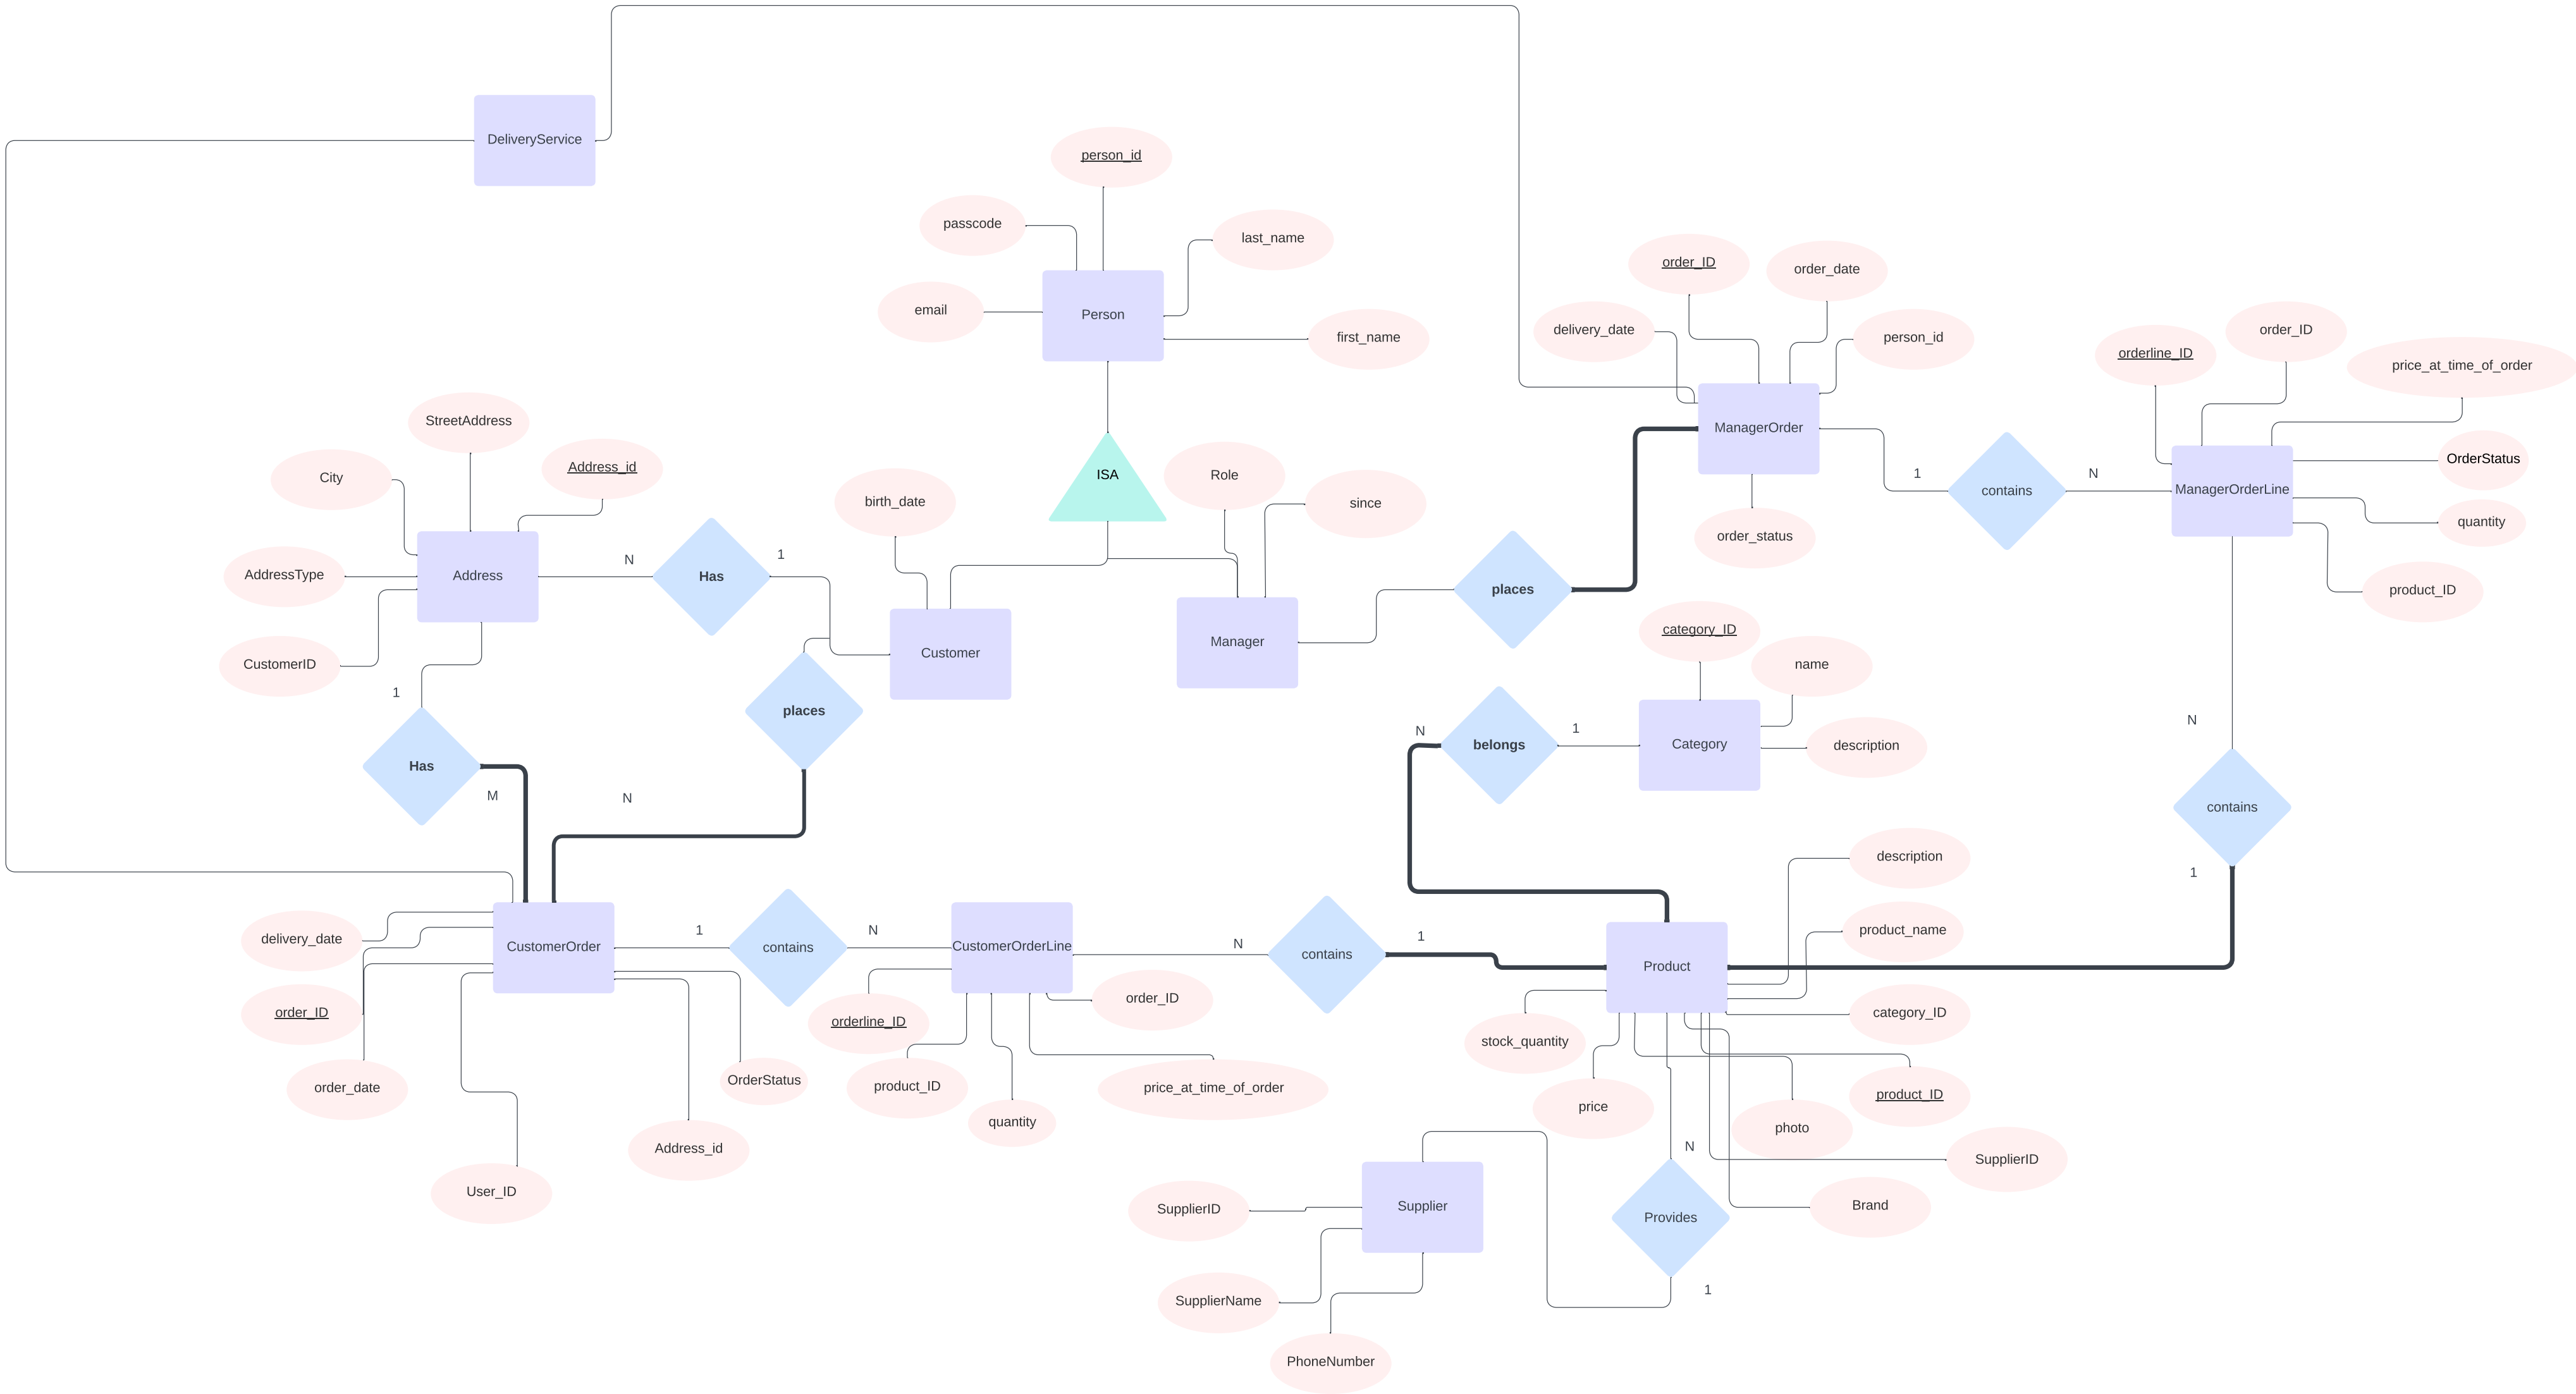 DeliveryService
person_id
passcode
last_name
email
Person
first_name
order_ID
order_date
delivery_date
person_id
ManagerOrder
order_status
orderline_ID
order_ID
price_at_time_of_order
OrderStatus
ManagerOrderLine
quantity
product_ID
1
contains
N
StreetAddress
City
Address_id
AddressType
Address
CustomerID
N
Has
1
birth_date
ISA
Role
since
Customer
Manager
places
places
1
Has
M
N
category_ID
name
N
belongs
1
Category
description
N
contains
1
delivery_date
CustomerOrder
order_ID
order_date
User_ID
Address_id
OrderStatus
1
contains
N
CustomerOrderLine
orderline_ID
order_ID
product_ID
price_at_time_of_order
quantity
N
contains
1
Product
description
product_name
category_ID
stock_quantity
product_ID
price
photo
SupplierID
Brand
N
Provides
1
Supplier
SupplierID
SupplierName
PhoneNumber